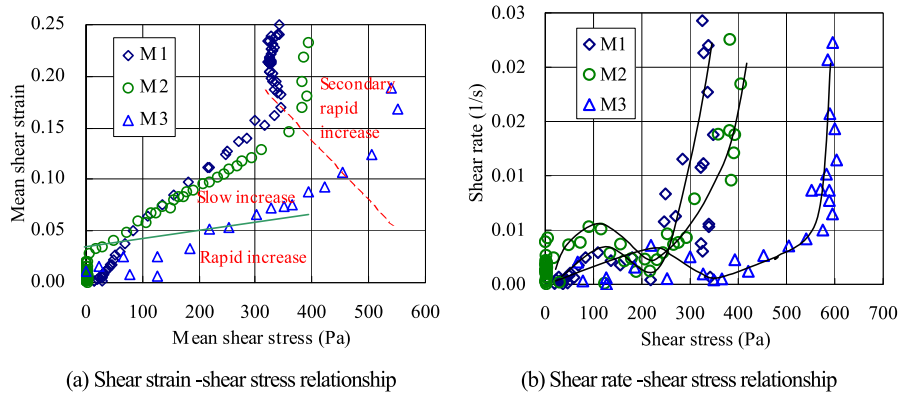 0.25
0.20
0.15
0.10
0.05
0.00
Mean shear strain
M1
M2
M3
Secondary
rapid
increase
Slow increase
Rapid increase
0 100 200 300 400 500 600
Mean shear stress (Pa)
(a) Shear strain -shear stress relationship
0.03
0.02
0.02
0.01
0.01
0.00
Shear rate (1/s)
M1
M2
M3
0 100 200 300 400 500 600 700
Shear stress (Pa)
(b) Shear rate -shear stress relationship